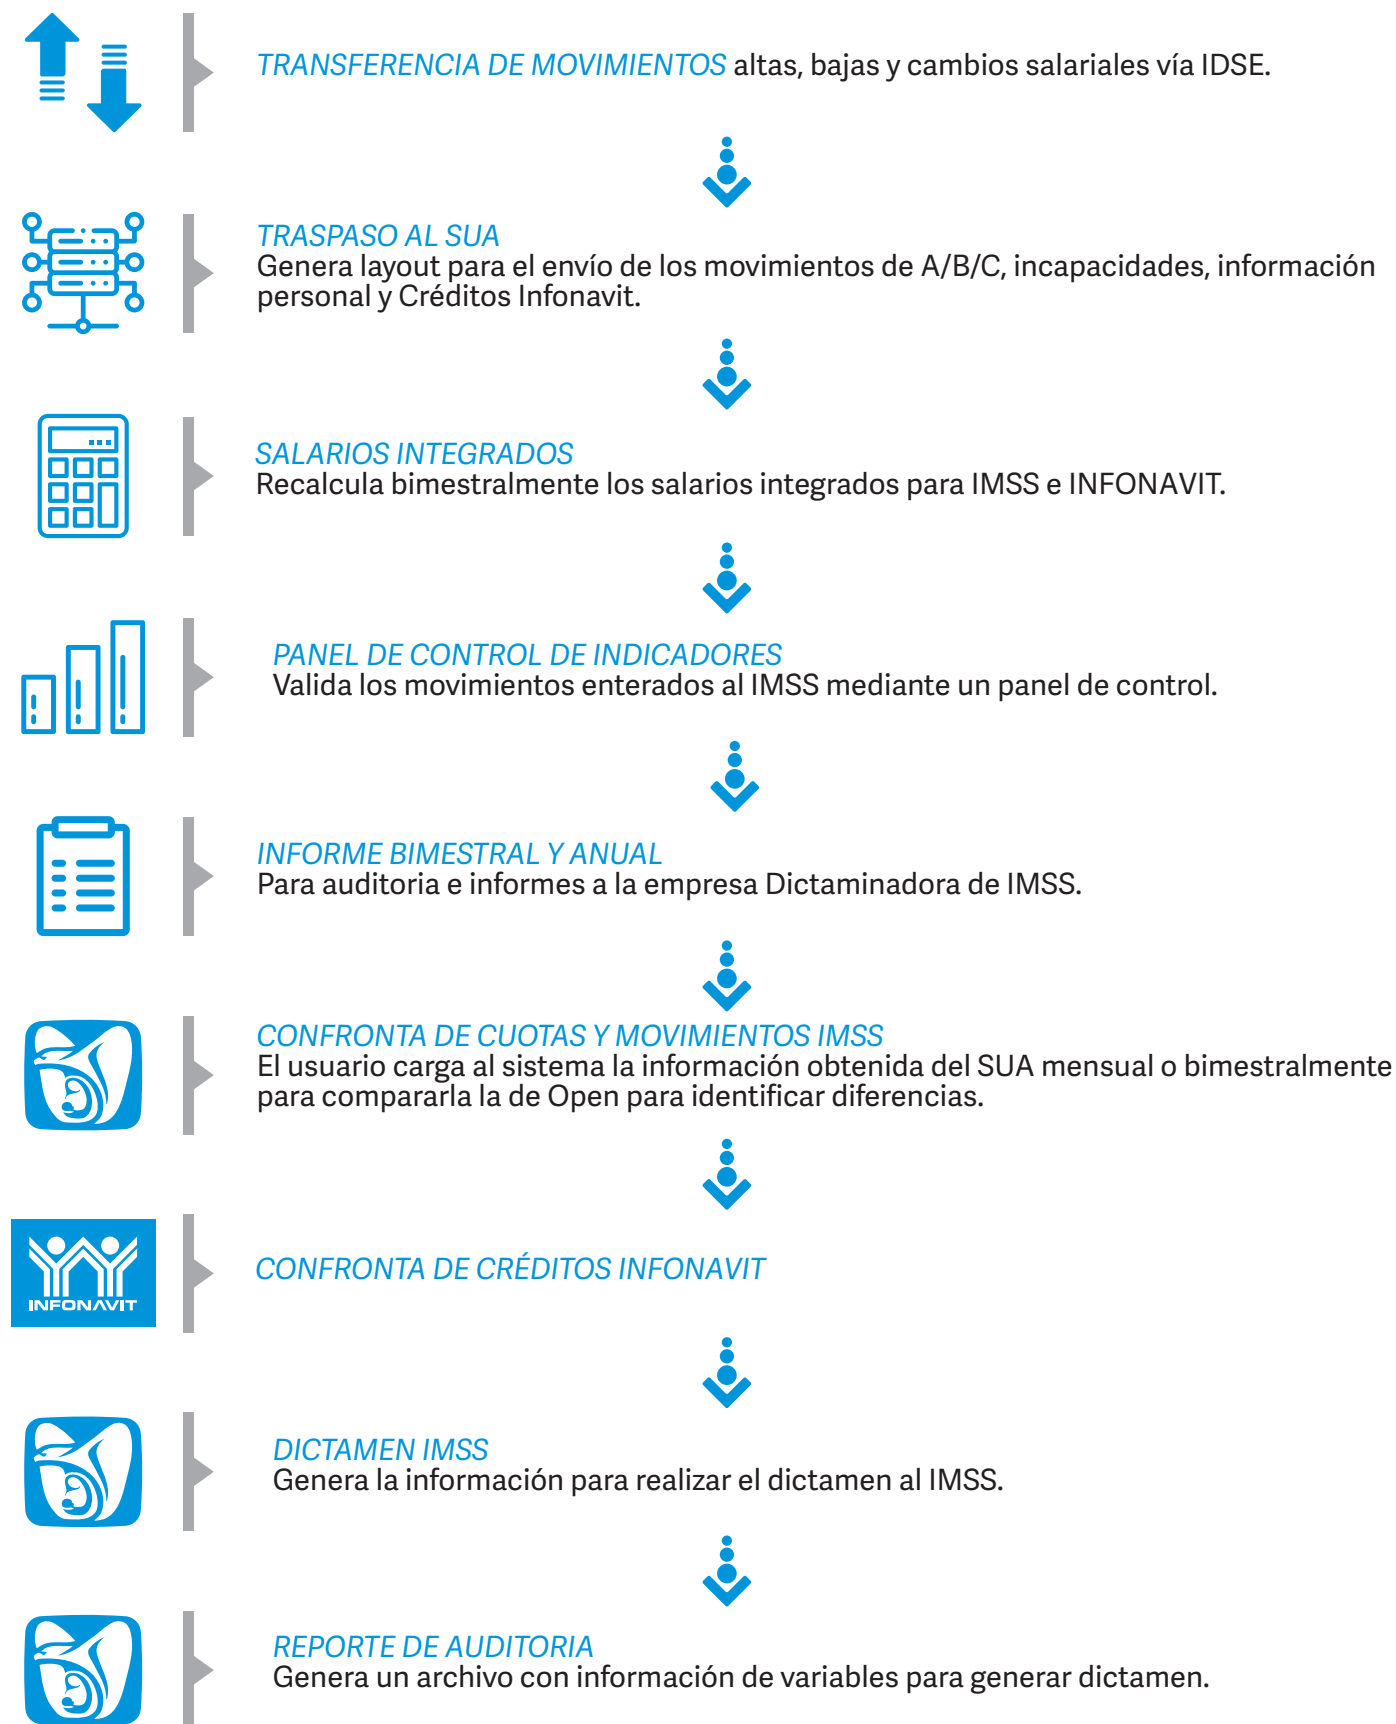 TRANSFERENCIA DE MOVIMIENTOS altas, bajas y cambios salariales vía IDSE.
TRASPASO AL SUA
Genera layout para el envío de los movimientos de A/B/C, incapacidades, información
personal y Créditos Infonavit.
SALARIOS INTEGRADOS
Recalcula bimestralmente los salarios integrados para IMSS e INFONAVIT.
PANEL DE CONTROL DE INDICADORES
Valida los movimientos enterados al IMSS mediante un panel de control.
INFORME BIMESTRAL Y ANUAL
Para auditoria e informes a la empresa Dictaminadora de IMSS.
CONFRONTA DE CUOTAS Y MOVIMIENTOS IMSS
El usuario carga al sistema la información obtenida del SUA mensual o bimestralmente
para compararla la de Open para identificar diferencias.
INFONAVIT
CONFRONTA DE CRÉDITOS INFONAVIT
DICTAMEN IMSS
Genera la información para realizar el dictamen al IMSS.
REPORTE DE AUDITORIA
Genera un archivo con información de variables para generar dictamen.